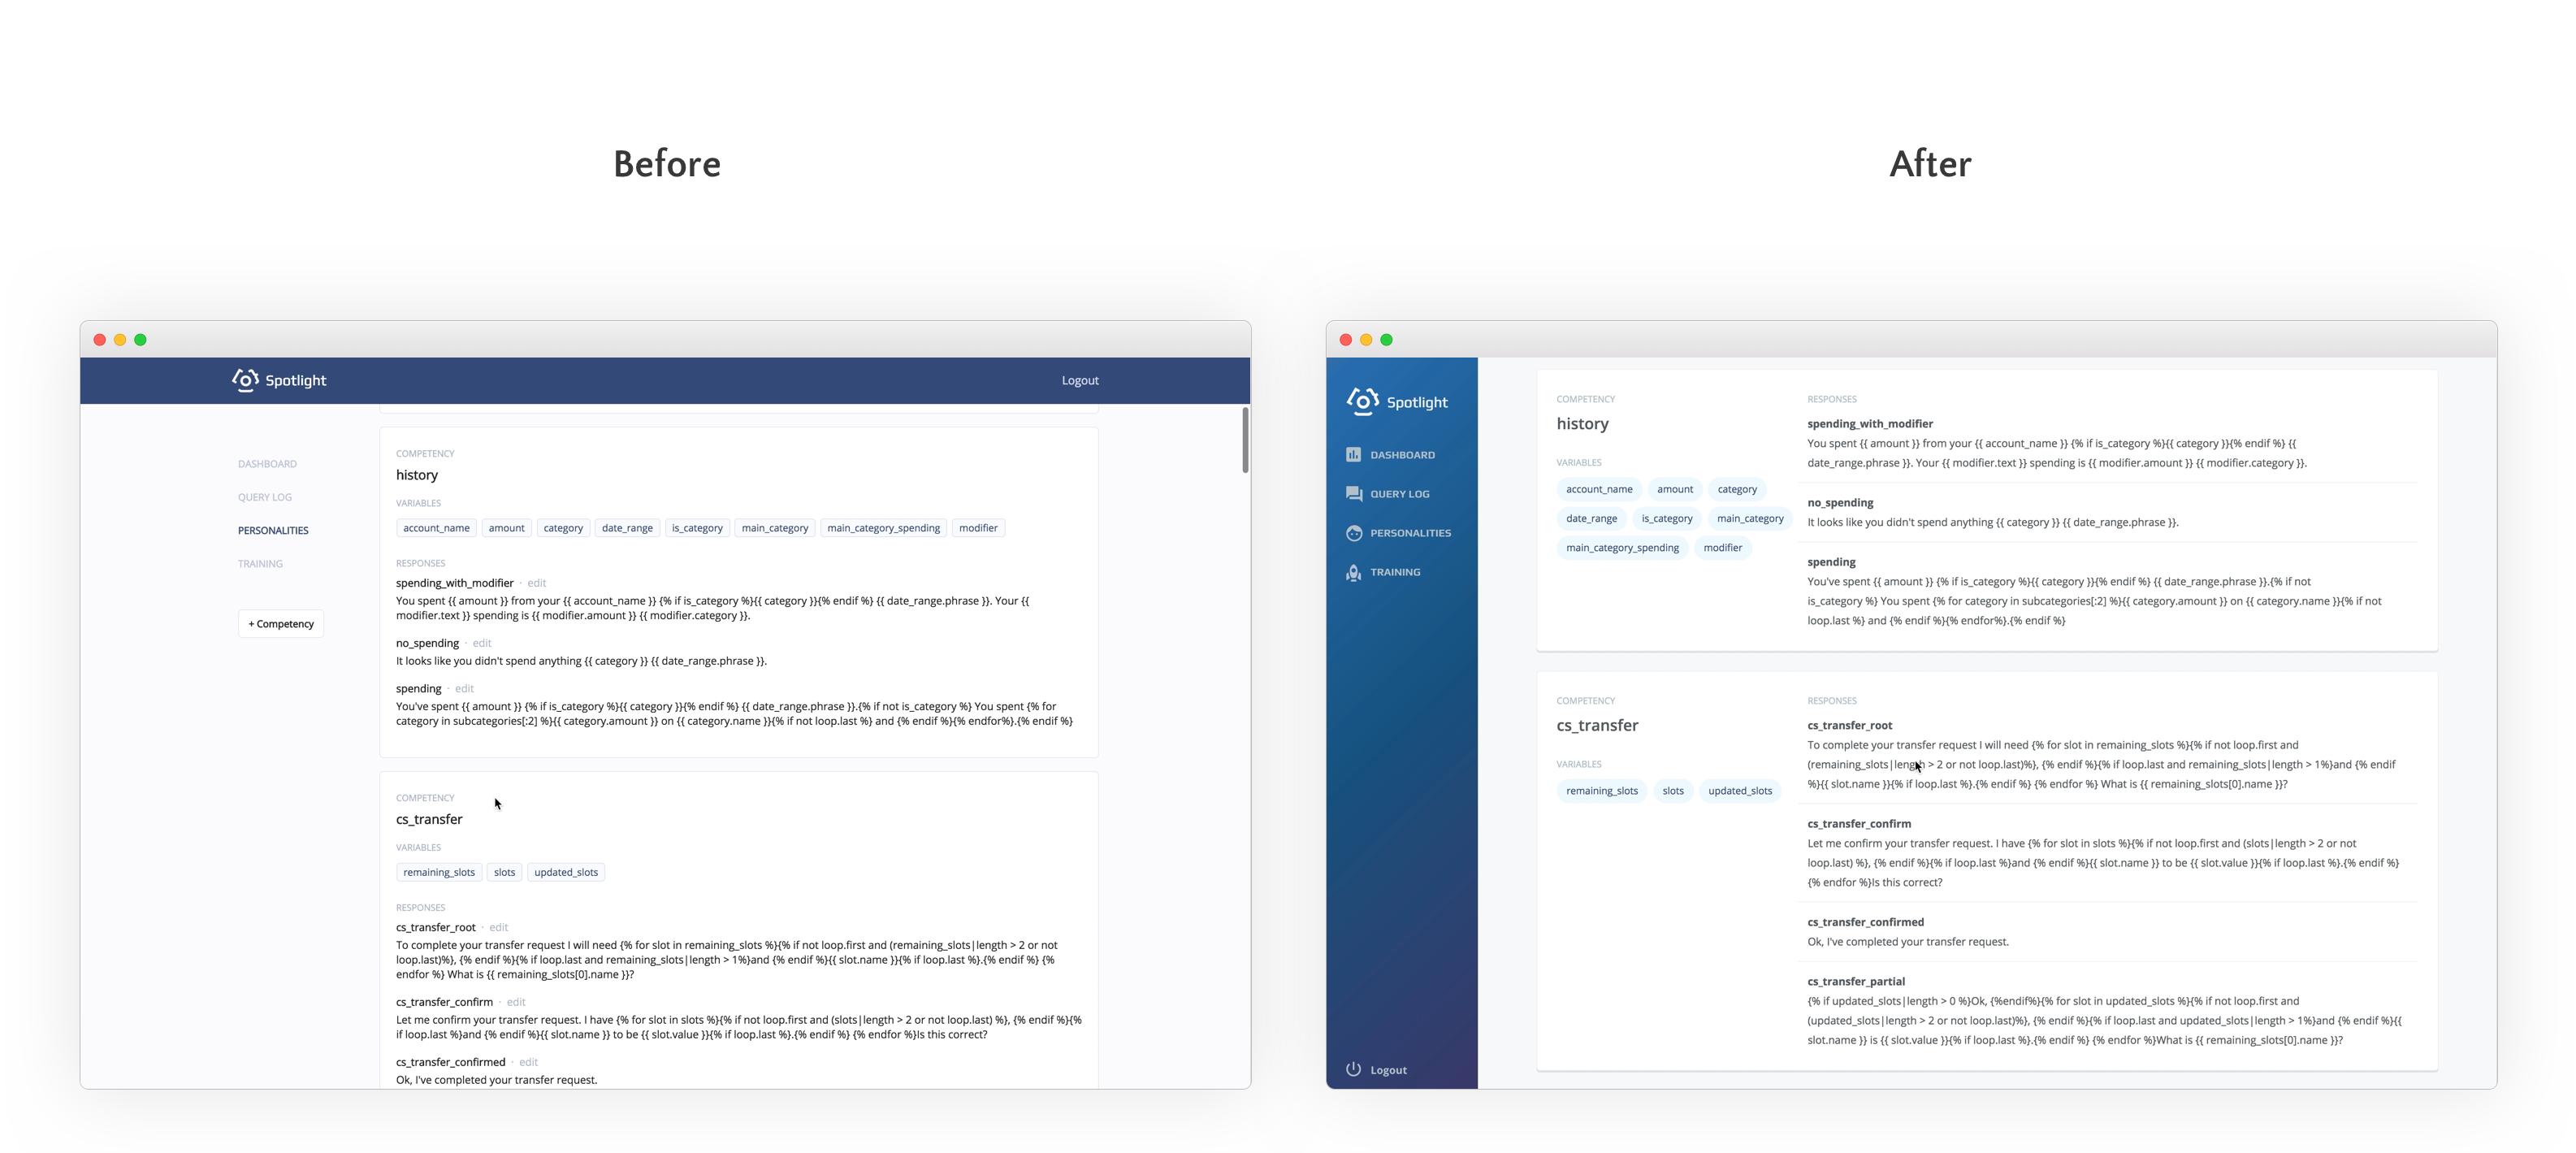 Before
Spotlight
Logout
DASHBOARD
QUERY LOG
PERSONALITIES
TRAINING
+ Competency
COMPETENCY
history
VARIABLES
account_name amount category date_range is_category main_category main_category_spending modifier
RESPONSES
spending_with_modifier · edit
You spent {{ amount }} from your {{ account_name }} {% if is_category %}{{ category }}{% endif %} {{ date_range.phrase }}. Your {{
modifier.text }} spending is {{ modifier.amount }} {{ modifier.category }}.
no_spending · edit
It looks like you didn't spend anything {{ category }} {{ date_range.phrase }}.
spending · edit
You've spent {{ amount }} {% if is_category %}{{ category }}{% endif %} {{ date_range.phrase }}.{% if not is_category %} You spent {% for
category in subcategories[:2] %}{{ category.amount }} on {{ category.name }}{% if not loop.last %} and {% endif %}{% endfor%}.{% endif %}
COMPETENCY
cs_transfer
VARIABLES
remaining_slots slots updated_slots
RESPONSES
cs_transfer_root · edit
To complete your transfer request I will need {% for slot in remaining_slots %}{% if not loop.first and (remaining_slots|length > 2 or not
loop.last)%}, {% endif %}{% if loop.last and remaining_slots|length > 1%}and {% endif %}{{ slot.name }}{% if loop.last %}.{% endif %} {%
endfor %} What is {{ remaining_slots[0].name }}?
cs_transfer_confirm · edit
Let me confirm your transfer request. I have {% for slot in slots %}{% if not loop.first and (slots|length > 2 or not loop.last) %}, {% endif %}{%
if loop.last %}and {% endif %}{{ slot.name }} to be {{ slot.value }}{% if loop.last %}.{% endif %} {% endfor %}Is this correct?
cs_transfer_confirmed · edit
Ok, I've completed your transfer request.
After
Spotlight
DASHBOARD
QUERY LOG
PERSONALITIES
TRAINING
Logout
COMPETENCY
history
VARIABLES
account_name amount category
date_range is_category main_category
main_category_spending modifier
RESPONSES
spending_with_modifier
You spent {{ amount }} from your {{ account_name }} {% if is_category %}{{ category }}{% endif %} {{
date_range.phrase }}. Your {{ modifier.text }} spending is {{ modifier.amount }} {{ modifier.category }}.
no_spending
It looks like you didn't spend anything {{ category }} {{ date_range.phrase }}.
spending
You've spent {{ amount }} {% if is_category %}{{ category }}{% endif %} {{ date_range.phrase }}.{% if not
is_category %} You spent {% for category in subcategories[:2] %}{{ category.amount }} on {{ category.name }}{% if not
loop.last %} and {% endif %}{% endfor%}.{% endif %}
COMPETENCY
cs_transfer
VARIABLES
remaining_slots slots updated_slots
RESPONSES
cs_transfer_root
To complete your transfer request I will need {% for slot in remaining_slots %}{% if not loop.first and
(remaining_slots|length > 2 or not loop.last)%}, {% endif %}{% if loop.last and remaining_slots|length > 1%}and {% endif
%}{{ slot.name }}{% if loop.last %}.{% endif %} {% endfor %} What is {{ remaining_slots[0].name }}?
cs_transfer_confirm
Let me confirm your transfer request. I have {% for slot in slots %}{% if not loop.first and (slots|length > 2 or not
loop.last) %}, {% endif %}{% if loop.last %}and {% endif %}{{ slot.name }} to be {{ slot.value }}{% if loop.last %}.{% endif %}
{% endfor %}Is this correct?
cs_transfer_confirmed
Ok, I've completed your transfer request.
cs_transfer_partial
{% if updated_slots|length > 0 %}Ok, {%endif%}{% for slot in updated_slots %}{% if not loop.first and
(updated_slots|length > 2 or not loop.last)%}, {% endif %}{% if loop.last and updated_slots|length > 1%}and {% endif %}{{
slot.name }} is {{ slot.value }}{% if loop.last %}.{% endif %} {% endfor %}What is {{ remaining_slots[0].name }}?